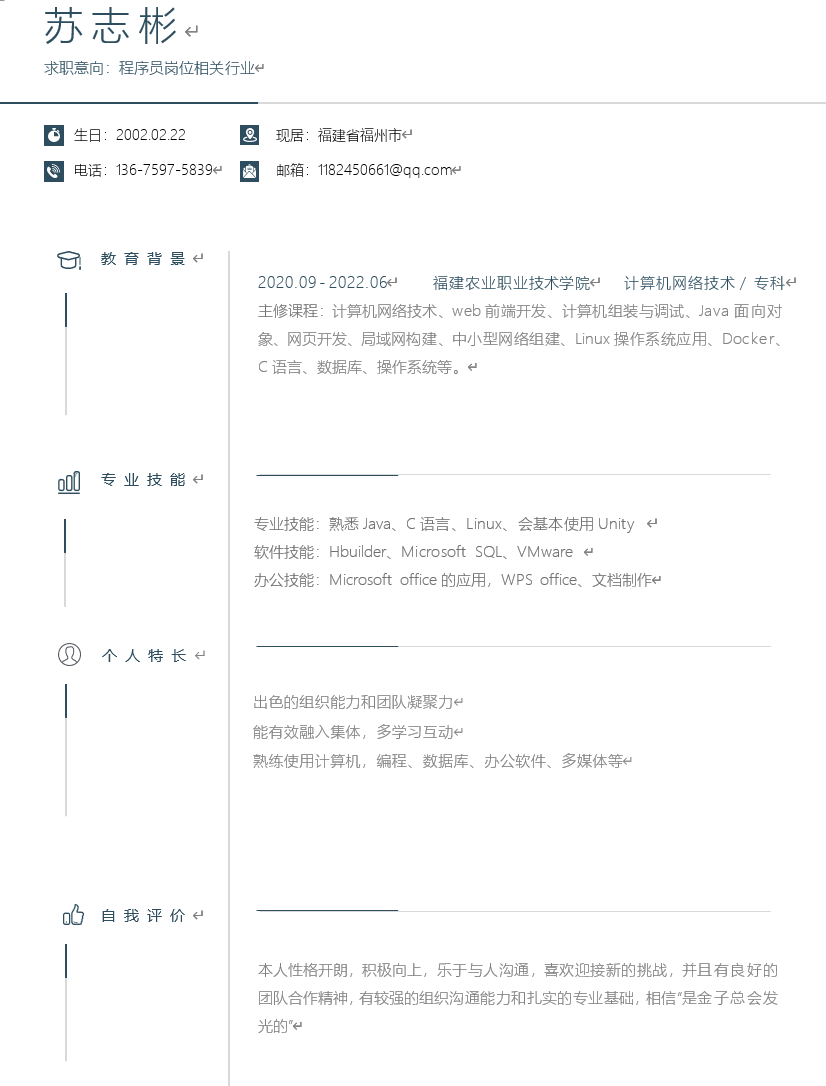 苏志彬
求职意向：程序员岗位相关行业
生日：2002.02.22 现居：福建省福州市
电话：136-7597-5839 邮箱：1182450661@qq.com
教育背景
2020.09-2022.06 福建农业职业技术学院 计算机网络技术 / 专科
主修课程：计算机网络技术、web 前端开发、计算机组装与调试、Java 面向对
象、网页开发、局域网构建、中小型网络组建、Linux 操作系统应用、Docker、
C 语言、数据库、操作系统等。
专业技能
专业技能：熟悉 Java、C 语言、Linux、会基本使用 Unity
软件技能：Hbuilder、Microsoft SQL、VMware
办公技能：Microsoft office 的应用，WPS office、文档制作
个人特长
出色的组织能力和团队凝聚力
能有效融入集体，多学习互动
熟练使用计算机，编程、数据库、办公软件、多媒体等
自我评价
本人性格开朗，积极向上，乐于与人沟通，喜欢迎接新的挑战，并且有良好的
团队合作精神，有较强的组织沟通能力和扎实的专业基础，相信“是金子总会发
光的”